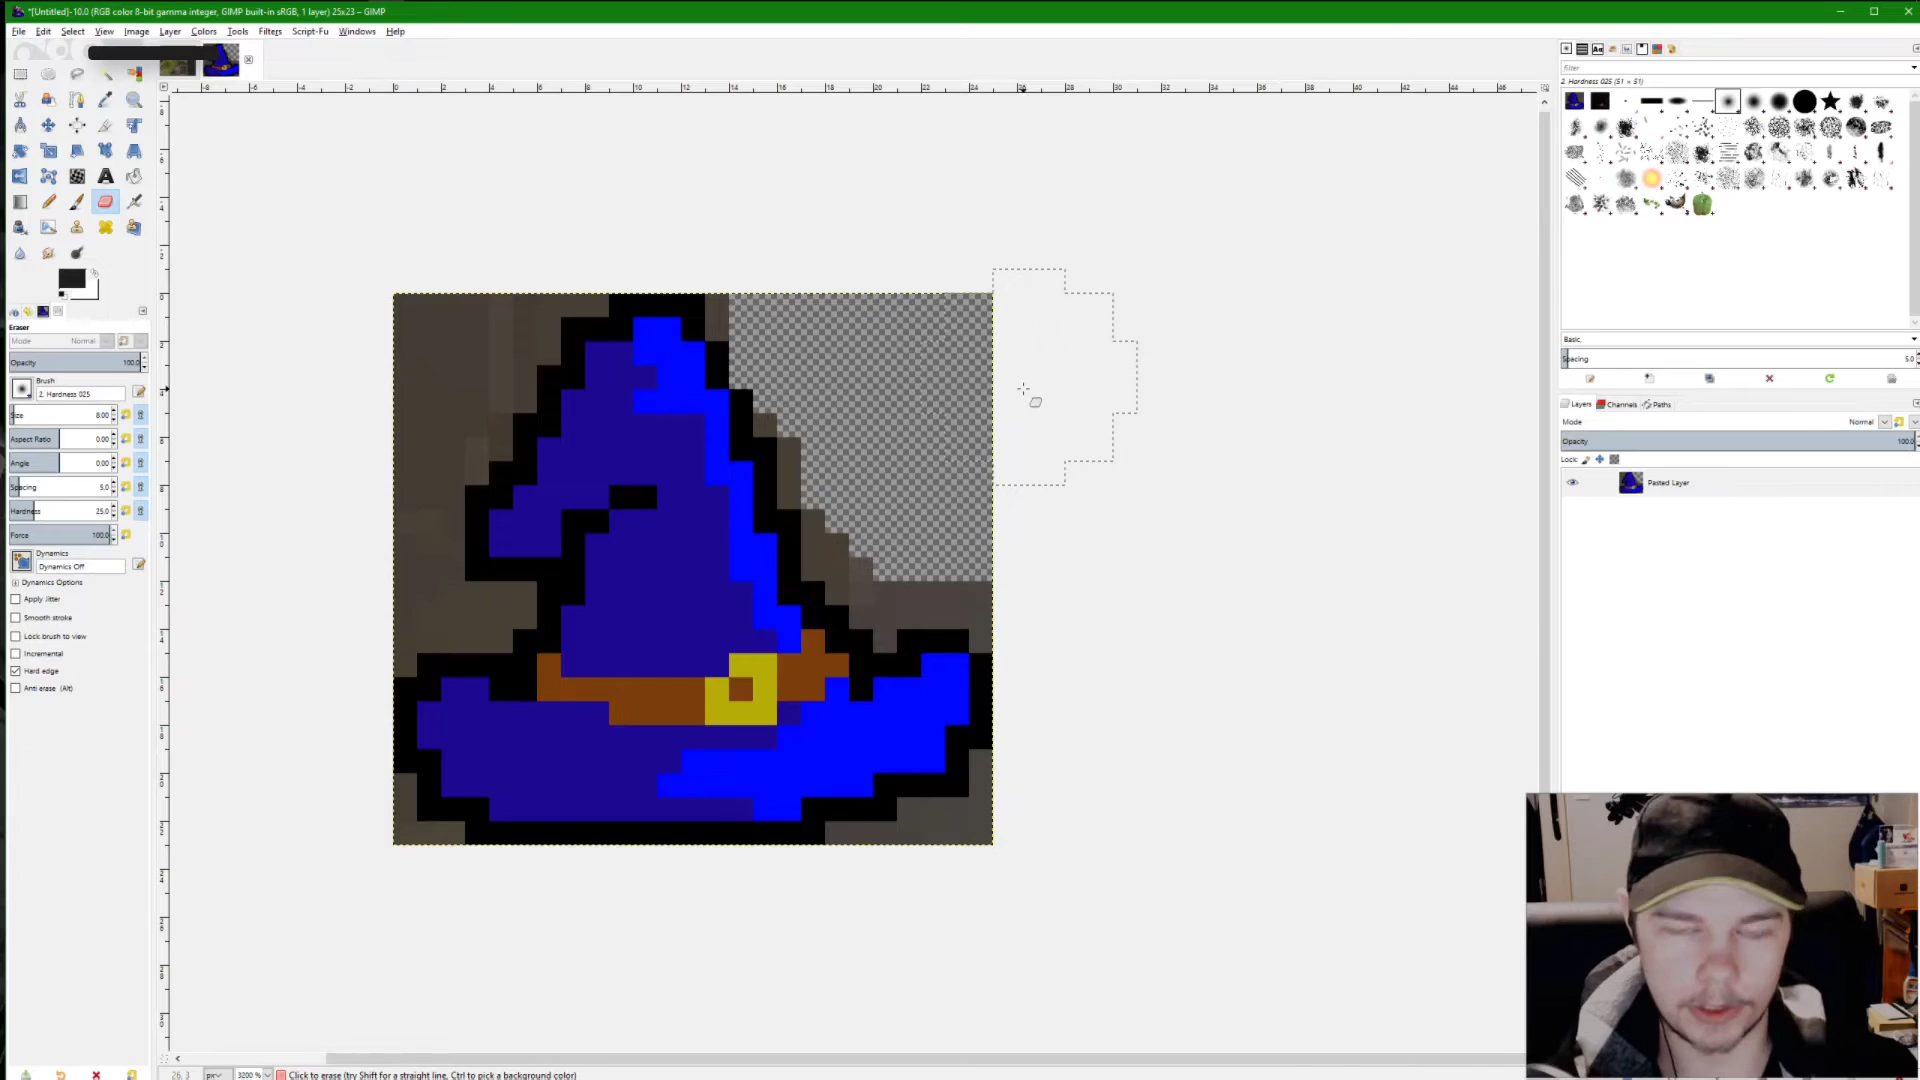 *[Untitled]-10.0 (RGB color 8-bit gamma integer, GIMP built-in sRGB, 1 layer) 25x23 – GIMP
File Edit Select View Image Layer Colors Tools Filters Script-Fu Windows Help
filter
2. Hardness 025 (51 × 51)
Eraser
Mode Normal
Opacity 100.0
Brush
2. Hardness 025
Size 8.00
Aspect Ratio 0.00
Angle 0.00
Spacing 5.0
Hardness 25.0
Force 100.0
Dynamics
Dynamics Off
Dynamics Options
Apply Jitter
Smooth stroke
Lock brush to view
Incremental
Hard edge
Anti erase (Alt)
Basic,
Spacing 5.0
Layers Channels Paths
Mode Normal
Opacity 100.0
Lock:
Pasted Layer
26, 3 px 3200 % Click to erase (try Shift for a straight line, Ctrl to pick a background color)